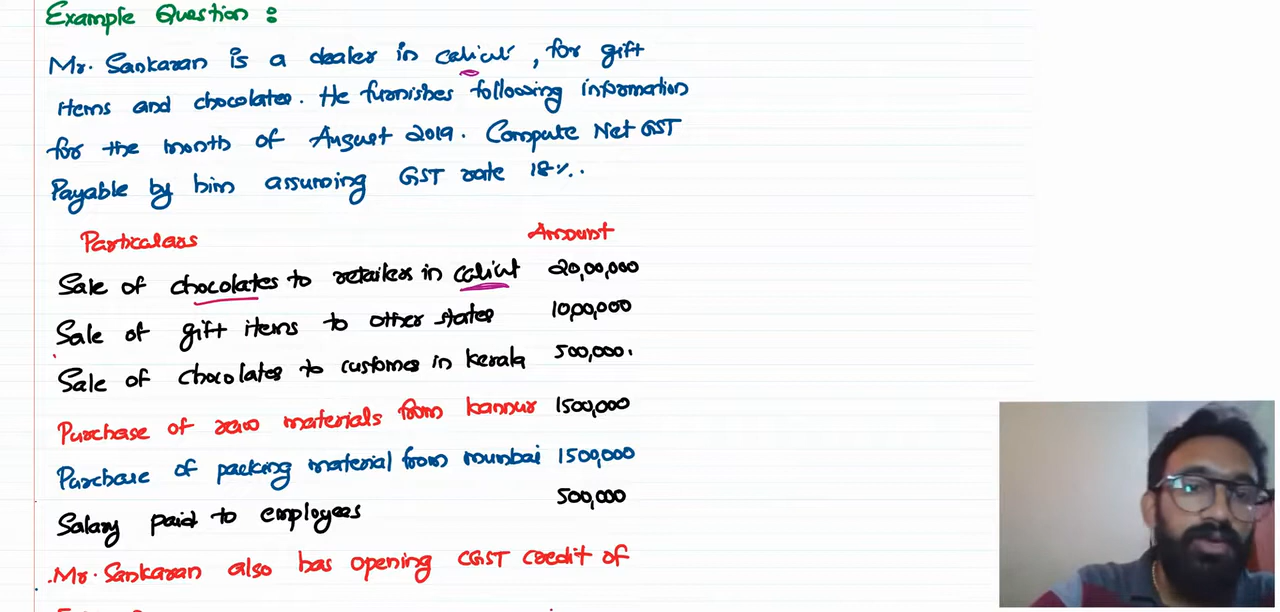 Example Question :
Mr. Sankaran is a dealer in calicut, for gift
items and chocolates. He furnishes following information
for the month of August 2019. Compute Net GST
Payable by him assuming GST rate 18%.
Particulars Amount
Sale of chocolates to retailers in calicut 20,00,000
Sale of gift items to other states 1000,000
Sale of chocolates to customer in kerala 500,000.
Purchase of raw materials from kannur 1500,000
Purchase of packing material from mumbai 1500,000
Salary paid to employees 500,000
Mr. Sankaran also has opening CGST credit of